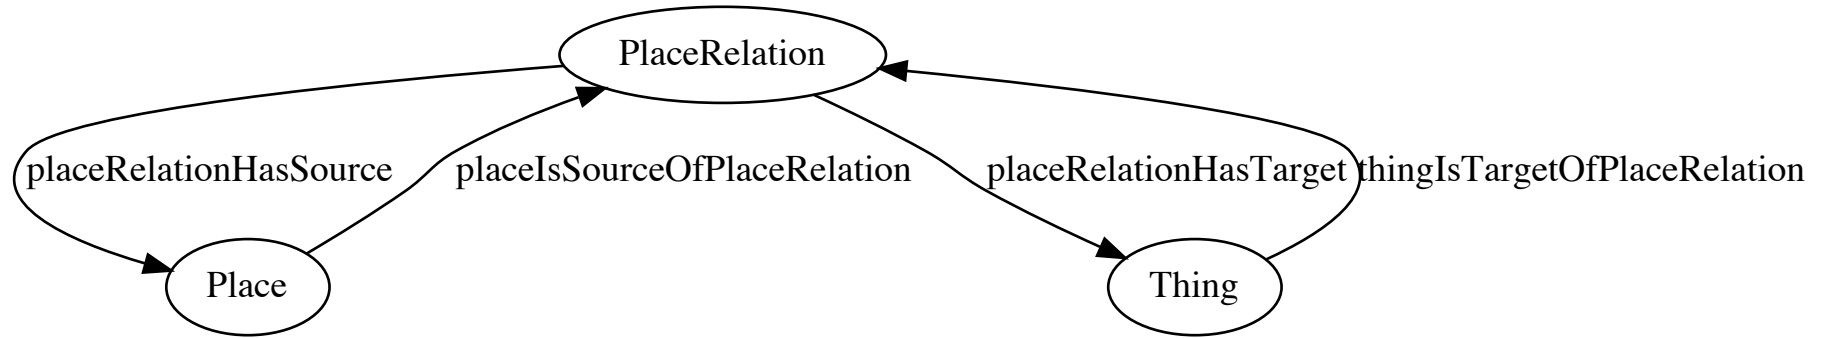 PlaceRelation
placeRelationHasSource
placeIsSourceOfPlaceRelation
placeRelationHasTarget
thingIsTargetOfPlaceRelation
Place
Thing